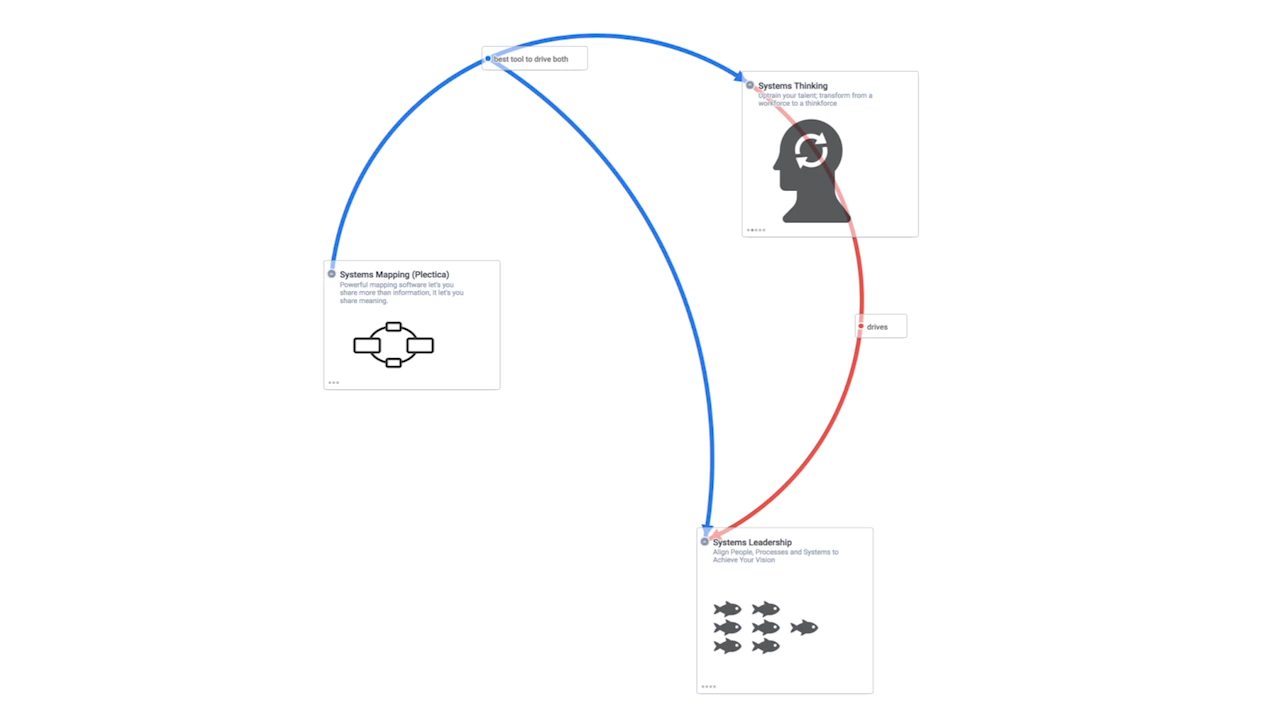 best tool to drive both
Systems Thinking
Uptrain your talent; transform from a
workforce to a thinkforce
Systems Mapping (Plectica)
Powerful mapping software let's you
share more than information, it let's you
share meaning.
drives
Systems Leadership
Align People, Processes and Systems to
Achieve Your Vision